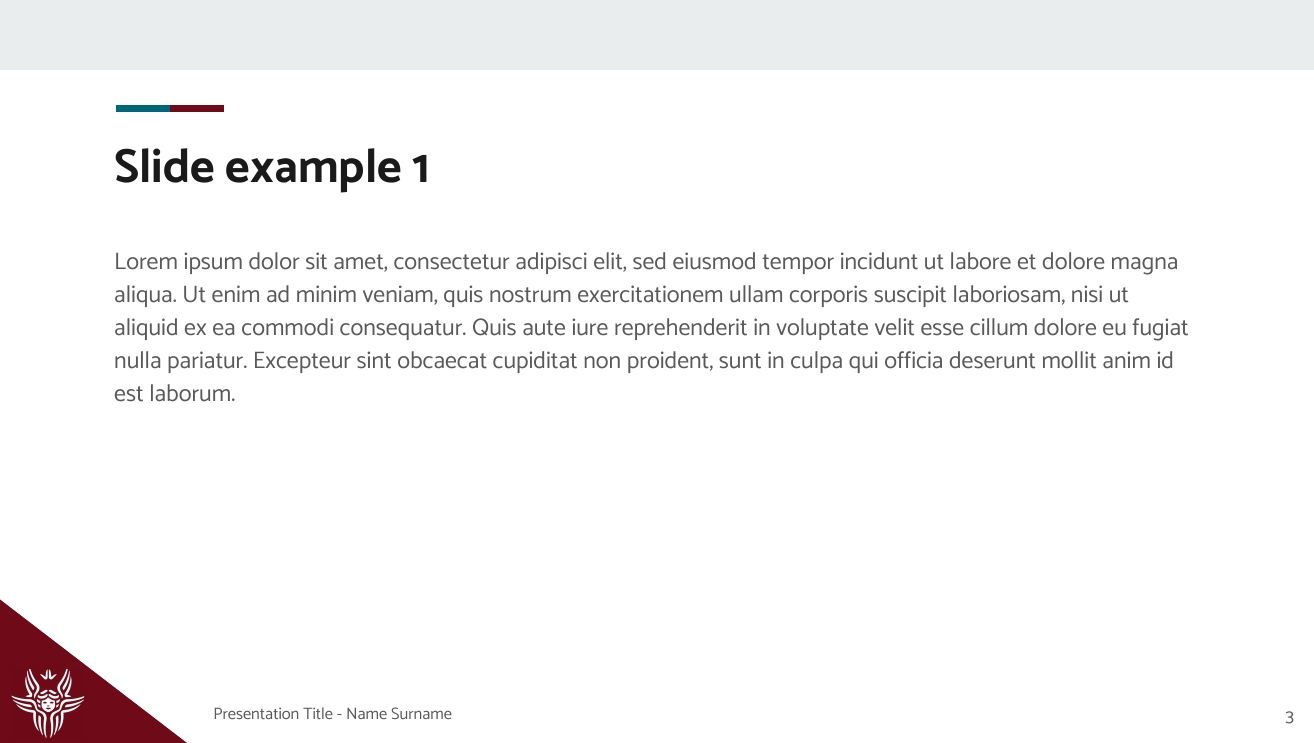 Slide example 1
Lorem ipsum dolor sit amet, consectetur adipisci elit, sed eiusmod tempor incidunt ut labore et dolore magna
aliqua. Ut enim ad minim veniam, quis nostrum exercitationem ullam corporis suscipit laboriosam, nisi ut
aliquid ex ea commodi consequatur. Quis aute iure reprehenderit in voluptate velit esse cillum dolore eu fugiat
nulla pariatur. Excepteur sint obcaecat cupiditat non proident, sunt in culpa qui officia deserunt mollit anim id
est laborum.
Presentation Title - Name Surname
3